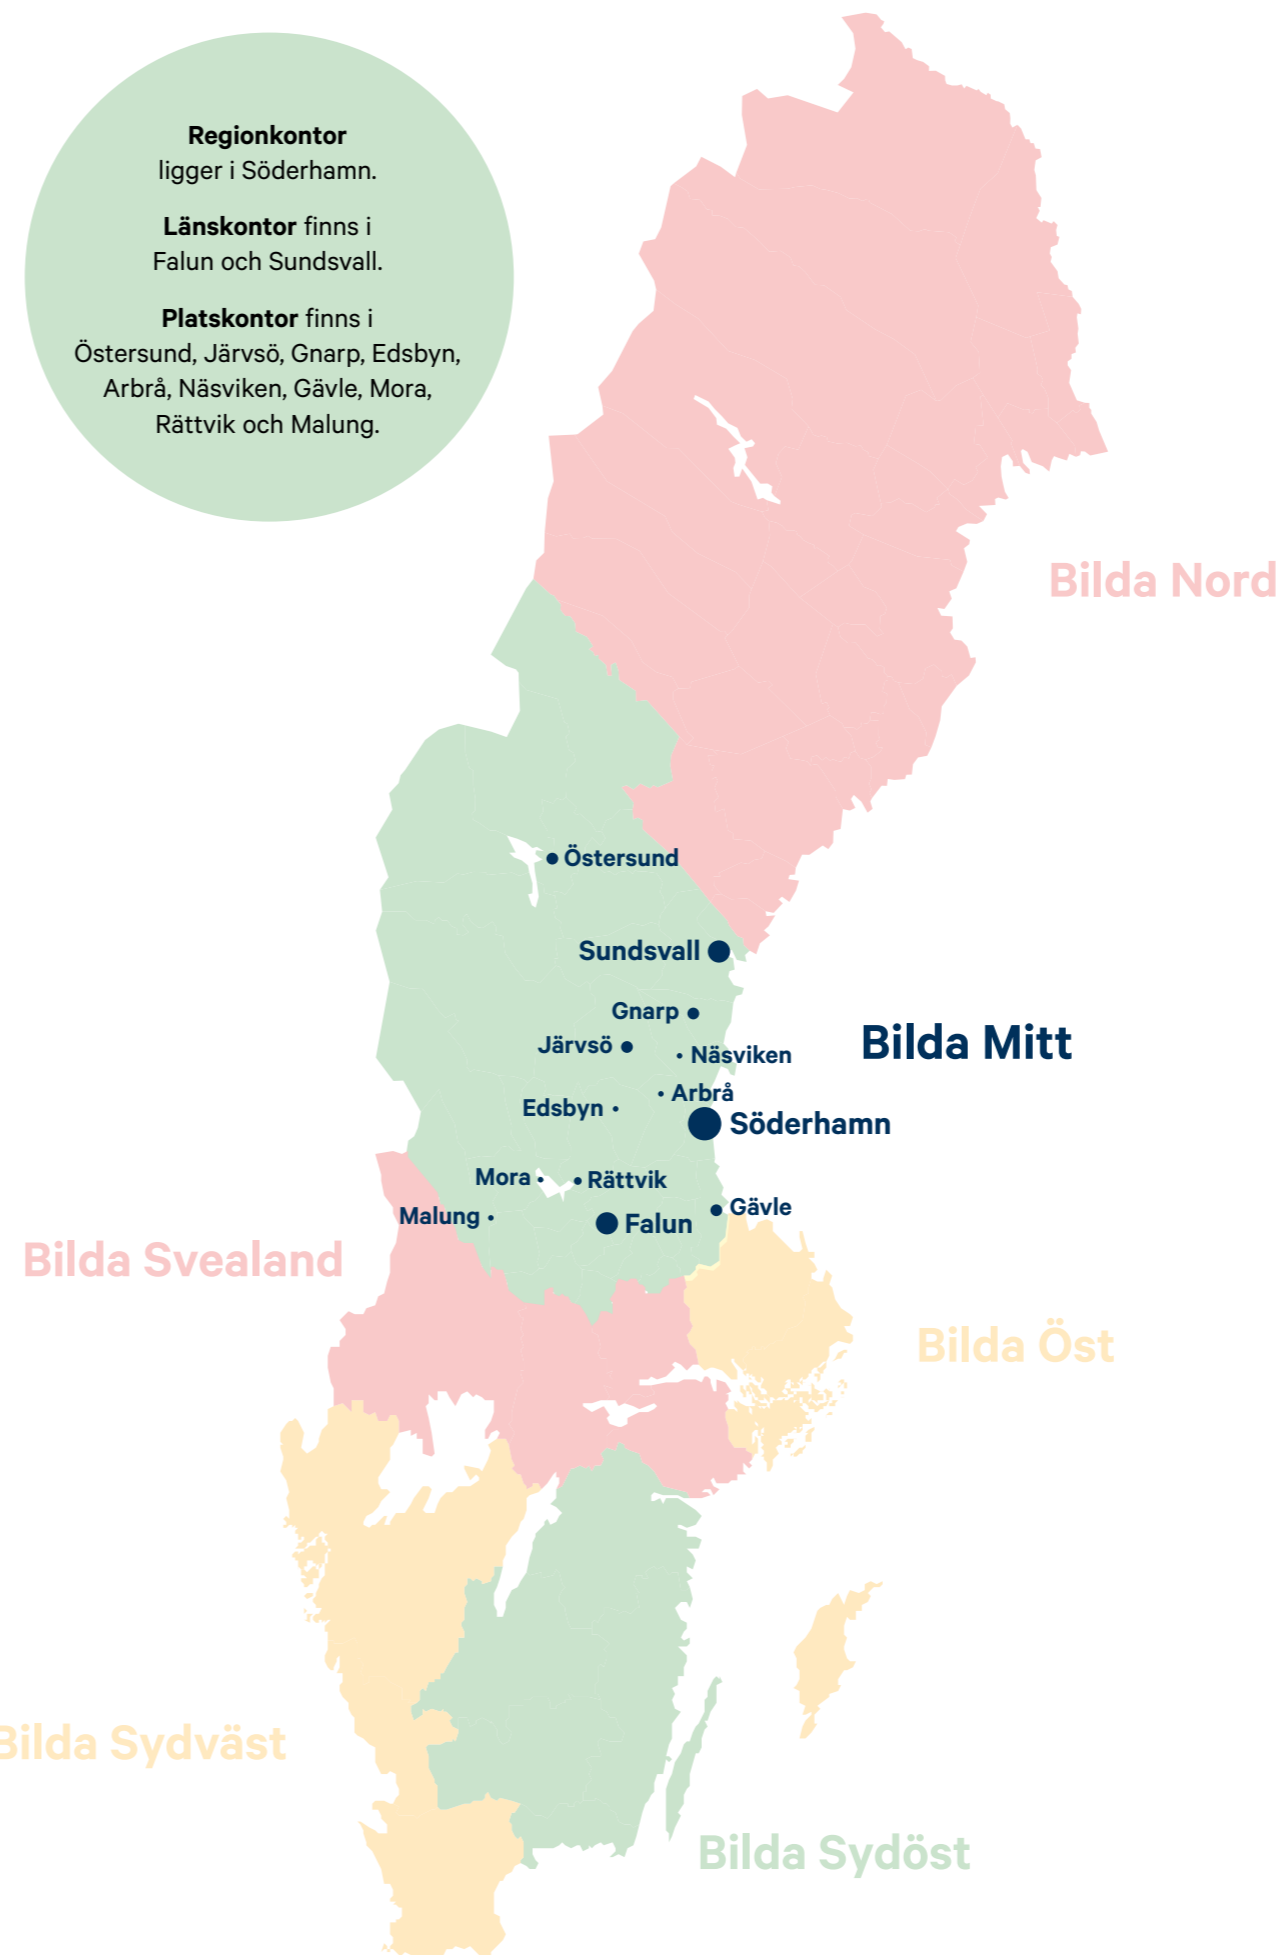 Regionkontor
ligger i Söderhamn.
Länskontor finns i
Falun och Sundsvall.
Platskontor finns i
Östersund, Järvsö, Gnarp, Edsbyn,
Arbrå, Näsviken, Gävle, Mora,
Rättvik och Malung.
Bilda Nord
Östersund
Sundsvall
Gnarp
Järvsö
Näsviken
Bilda Mitt
Arbrå
Edsbyn
Söderhamn
Mora
Rättvik
Malung
Falun
Gävle
Bilda Svealand
Bilda Öst
Bilda Sydväst
Bilda Sydöst